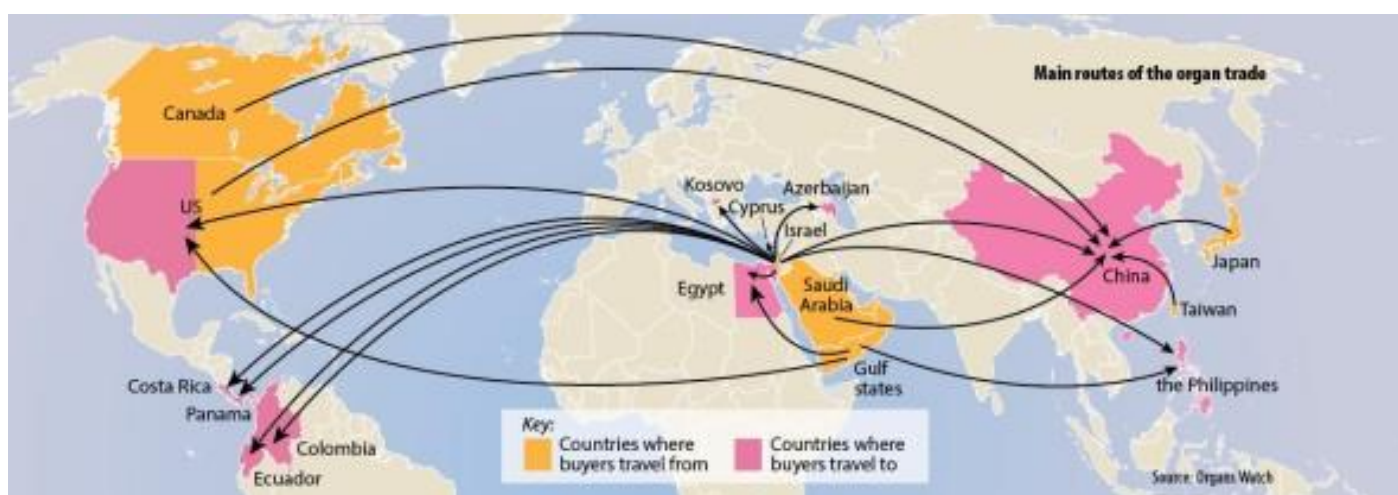 Main routes of the organ trade
Canada
US
Kosovo
Azerbaijan
Cyprus
Israel
Egypt
Saudi
Arabia
China
Japan
Taiwan
Gulf
states
the Philippines
Costa Rica
Panama
Colombia
Ecuador
Key:
Countries where
buyers travel from
Countries where
buyers travel to
Source: Organs Watch